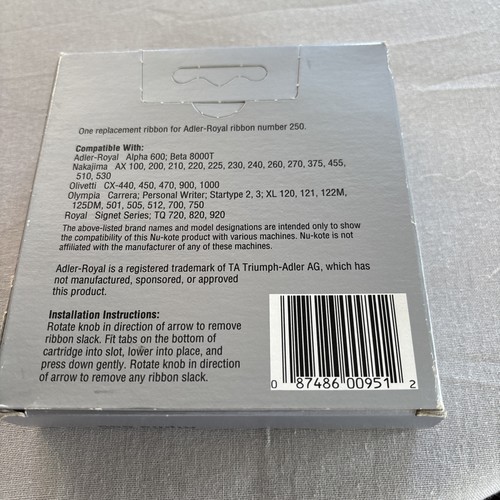 One replacement ribbon for Adler-Royal ribbon number 250.
Compatible With:
Adler-Royal Alpha 600; Beta 8000T
Nakajima AX 100, 200, 210, 220, 225, 230, 240, 260, 270, 375, 455,
510, 530
Olivetti CX-440, 450, 470, 900, 1000
Olympia Carrera; Personal Writer; Startype 2, 3; XL 120, 121, 122M,
125DM, 501, 505, 512, 700, 750
Royal Signet Series; TQ 720, 820, 920
The above-listed brand names and model designations are intended only to show
the compatibility of this Nu-kote product with various machines. Nu-kote is not
affiliated with the manufacturer of any of these machines.
Adler-Royal is a registered trademark of TA Triumph-Adler AG, which has
not manufactured, sponsored, or approved
this product.
Installation Instructions:
Rotate knob in direction of arrow to remove
ribbon slack. Fit tabs on the bottom of
cartridge into slot, lower into place, and
press down gently. Rotate knob in direction
of arrow to remove any ribbon slack.
0 87486 00951 2